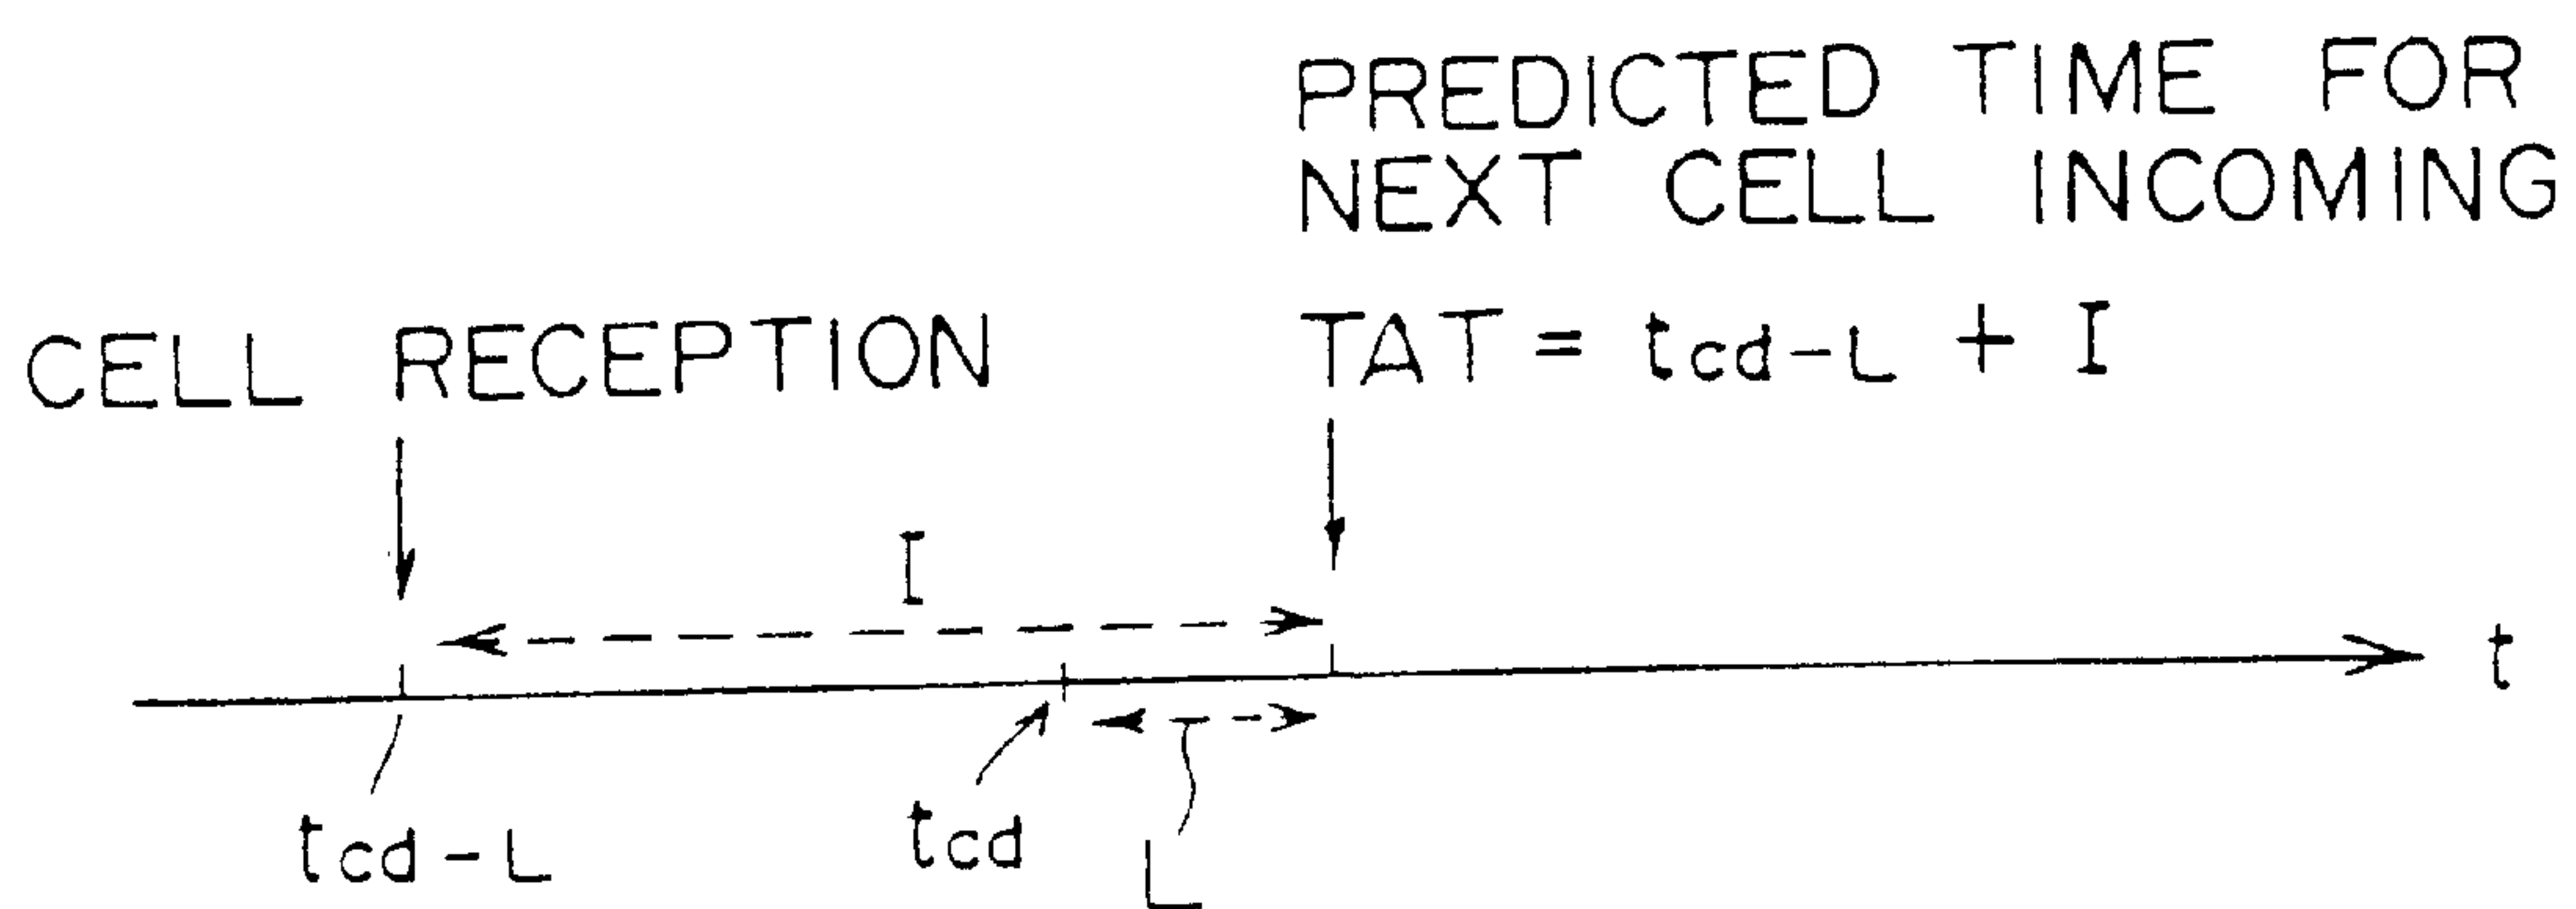 PREDICTED TIME FOR
NEXT CELL INCOMING
CELL RECEPTION
TAT = tcd-L + I
I
t
tcd-L
tcd
L